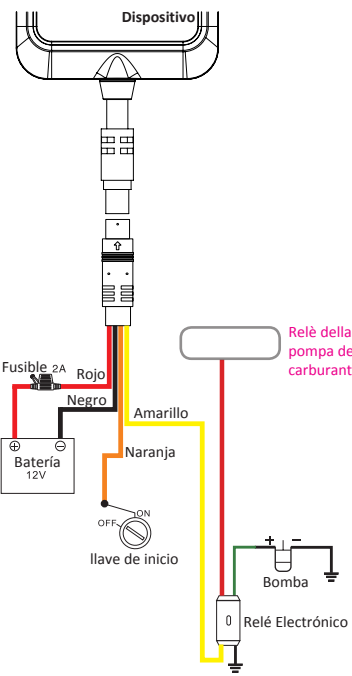 Dispositivo
Relè della
pompa de
carburant
Fusible 2A
Rojo
Negro
Amarillo
Batería
12V
Naranja
ON
OFF
llave de inicio
+ −
Bomba
Relé Electrónico